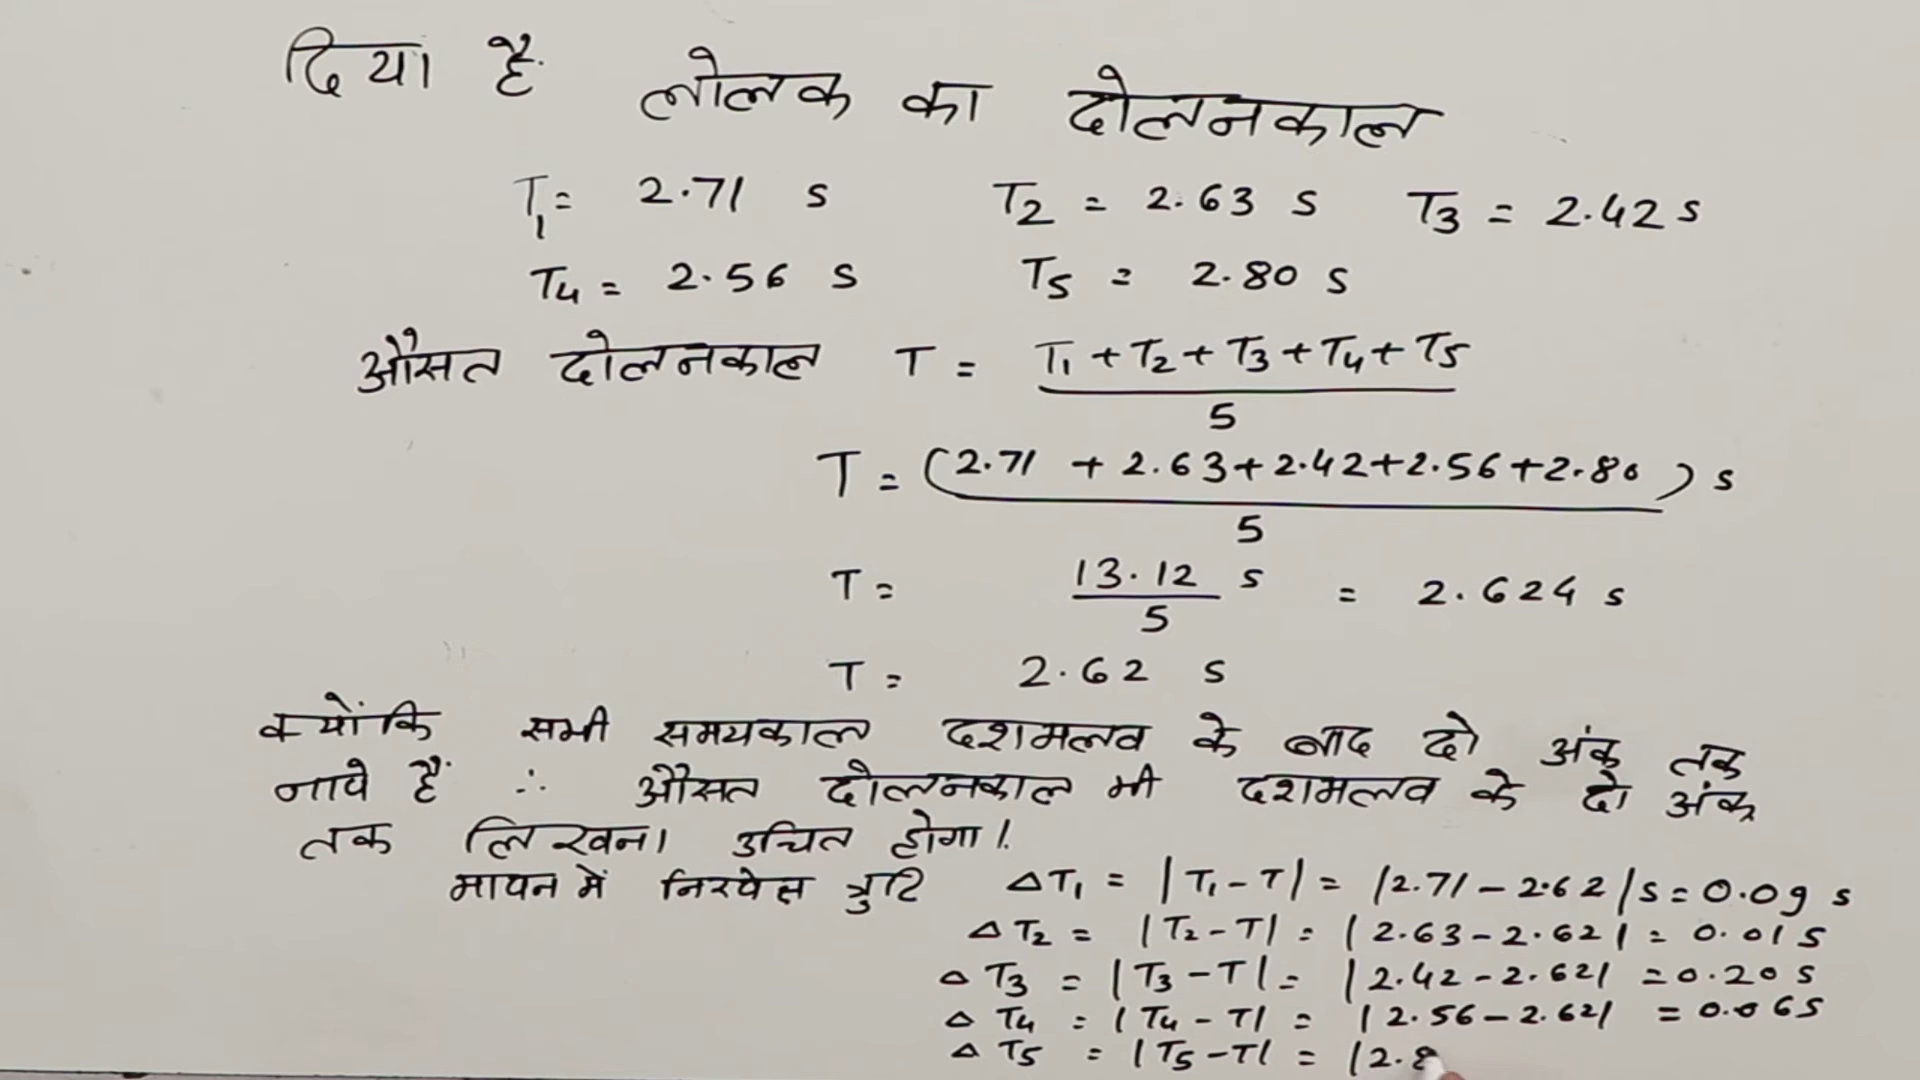 दिया है लोलक का दोलनकाल
T₁ = 2.71 s T₂ = 2.63 s T₃ = 2.42 s
T₄ = 2.56 s T₅ = 2.80 s
औसत दोलनकाल T = T₁ + T₂ + T₃ + T₄ + T₅
5
T = (2.71 + 2.63 + 2.42 + 2.56 + 2.80) s
5
T = 13.12 s = 2.624 s
5
T = 2.62 s
क्योंकि सभी समयकाल दशमलव के बाद दो अंक तक
नापे हैं ∴ औसत दोलनकाल भी दशमलव के दो अंक
तक लिखना उचित होगा।
मापन में निरपेक्ष त्रुटि ΔT₁ = |T₁ - T| = |2.71 - 2.62| s = 0.09 s
ΔT₂ = |T₂ - T| = |2.63 - 2.62| = 0.01 s
ΔT₃ = |T₃ - T| = |2.42 - 2.62| = 0.20 s
ΔT₄ = |T₄ - T| = |2.56 - 2.62| = 0.06 s
ΔT₅ = |T₅ - T| = |2.8